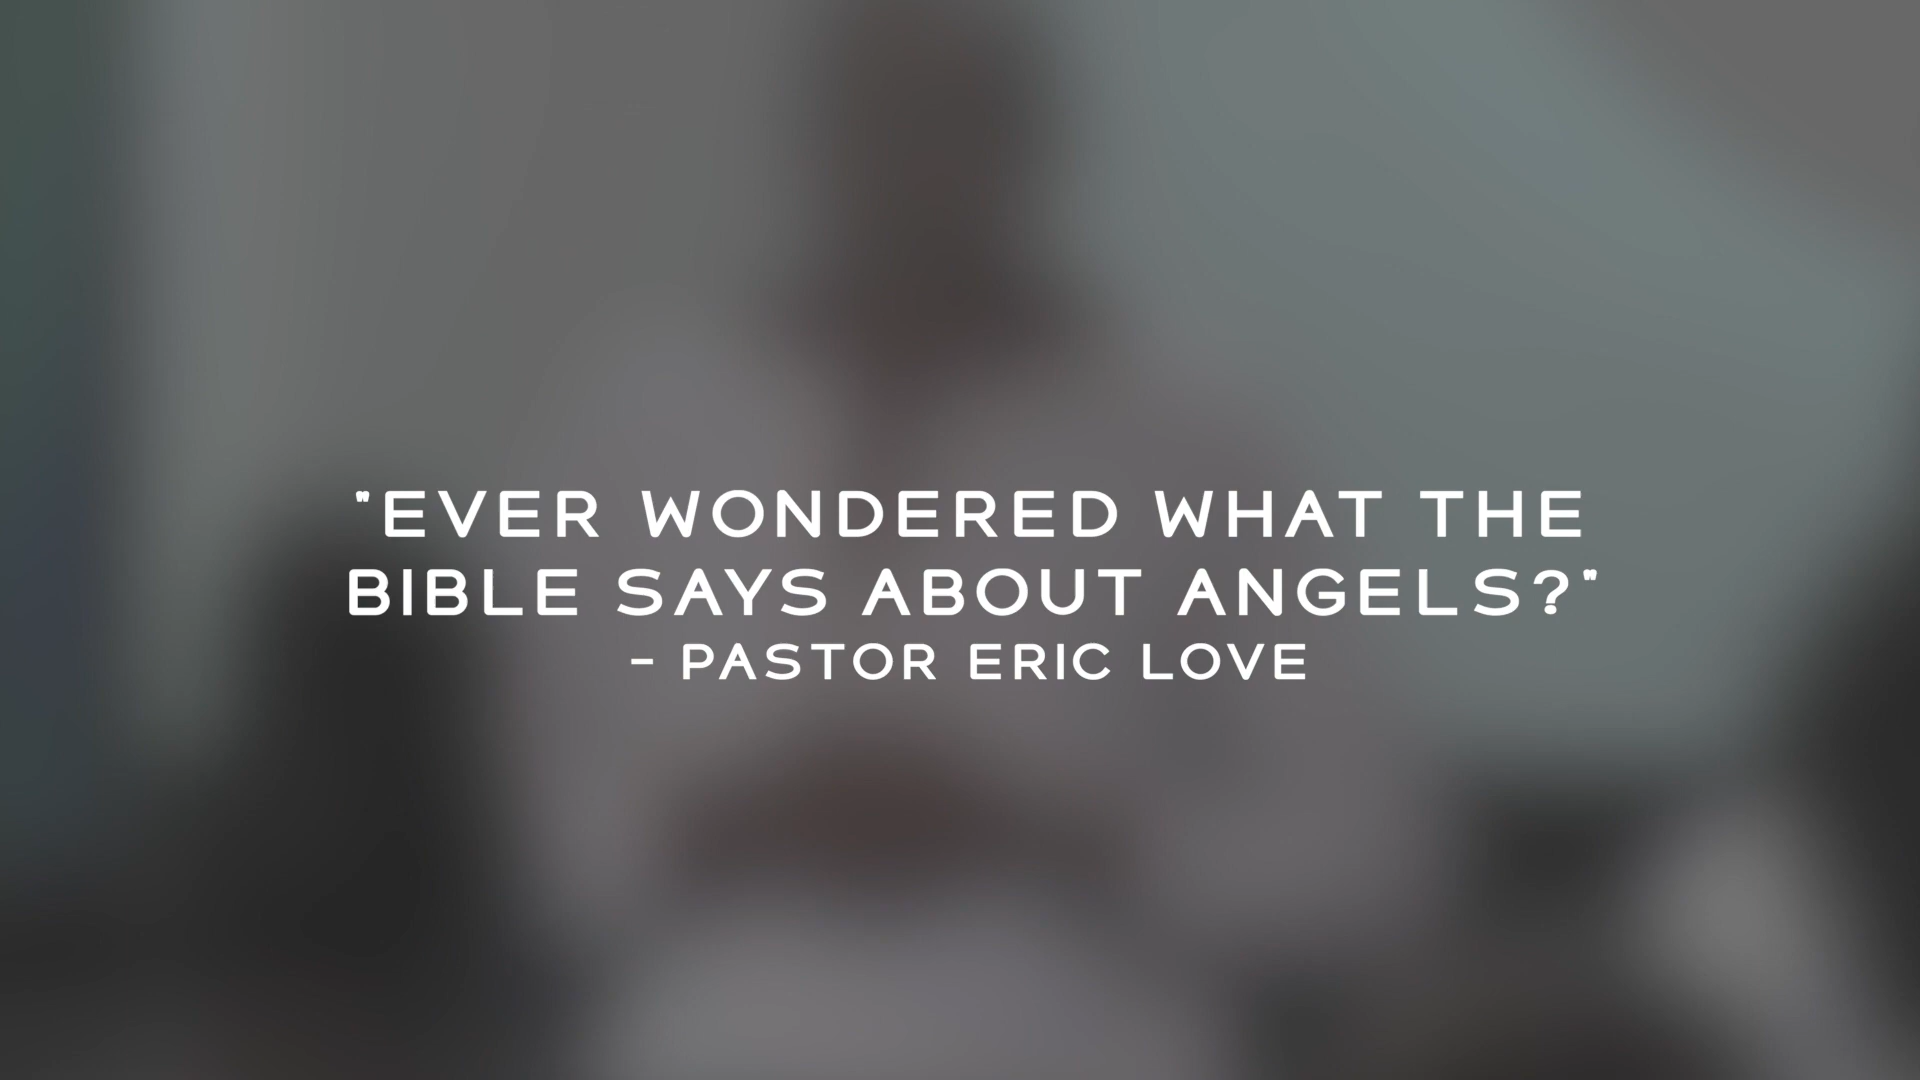 "EVER WONDERED WHAT THE
BIBLE SAYS ABOUT ANGELS?"
- PASTOR ERIC LOVE